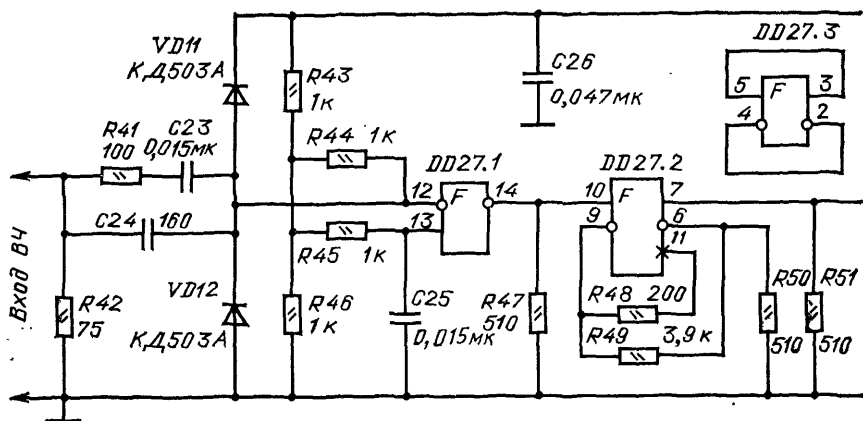 VD11
КД503А
R43
1к
C26
0,047мк
DD27.3
5
F
3
4
2
R41
100
C23
0,015мк
R44
1к
DD27.1
12
F
14
13
DD27.2
10
F
7
9
6
11
Вход ВЧ
C24
160
R45
1к
R42
75
VD12
КД503А
R46
1к
C25
0,015мк
R47
510
R48
200
R49
3,9к
R50
510
R51
510